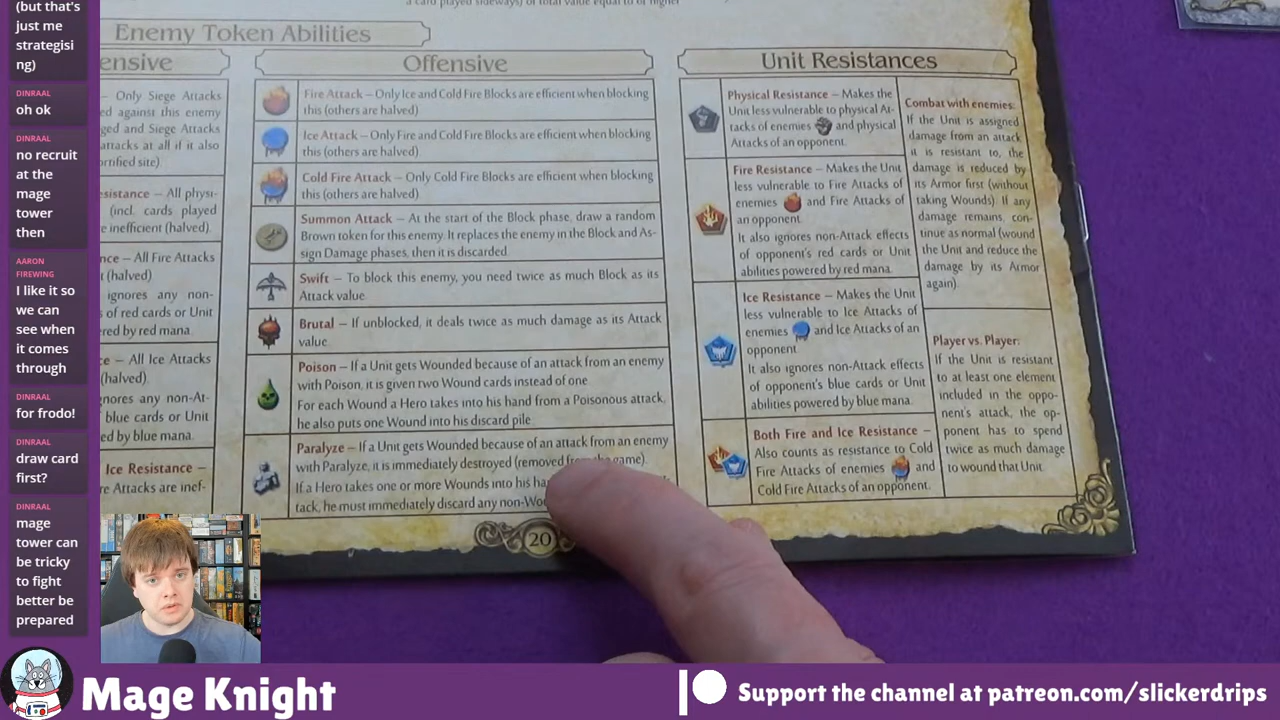 (but that's
just me
strategisi
ng)
DINRAAL
oh ok
DINRAAL
no recruit
at the
mage
tower
then
AARON
FIREWING
I like it so
we can
see when
it comes
through
DINRAAL
for frodo!
DINRAAL
draw card
first?
DINRAAL
mage
tower can
be tricky
to fight
better be
prepared
a card played sideways) of total value equal to or higher
Enemy Token Abilities
ensive
– Only Siege Attacks
ed against this enemy
ged and Siege Attacks
attacks at all if it also
ortified site).
sistance – All physi-
(incl. cards played
e inefficient (halved).
nce – All Fire Attacks
(halved)
ignores any non-
s of red cards or Unit
red by red mana.
ce – All Ice Attacks
(halved).
nores any non-At-
blue cards or Unit
ed by blue mana.
Ice Resistance –
re Attacks are inef-
Offensive
Fire Attack – Only Ice and Cold Fire Blocks are efficient when blocking
this (others are halved)
Ice Attack – Only Fire and Cold Fire Blocks are efficient when blocking
this (others are halved)
Cold Fire Attack – Only Cold Fire Blocks are efficient when blocking
this (others are halved)
Summon Attack – At the start of the Block phase, draw a random
Brown token for this enemy. It replaces the enemy in the Block and As-
sign Damage phases, then it is discarded.
Swift – To block this enemy, you need twice as much Block as its
Attack value.
Brutal – If unblocked, it deals twice as much damage as its Attack
value.
Poison – If a Unit gets Wounded because of an attack from an enemy
with Poison, it is given two Wound cards instead of one.
For each Wound a Hero takes into his hand from a Poisonous attack,
he also puts one Wound into his discard pile.
Paralyze – If a Unit gets Wounded because of an attack from an enemy
with Paralyze, it is immediately destroyed (removed from the game).
If a Hero takes one or more Wounds into his
tack, he must immediately discard any
20
Unit Resistances
Physical Resistance – Makes the
Unit less vulnerable to physical At-
tacks of enemies and physical
Attacks of an opponent.
Fire Resistance – Makes the Unit
less vulnerable to Fire Attacks of
enemies and Fire Attacks of
an opponent.
It also ignores non-Attack effects
of opponent's red cards or Unit
abilities powered by red mana.
Ice Resistance – Makes the Unit
less vulnerable to Ice Attacks of
enemies and Ice Attacks of an
opponent.
It also ignores non-Attack effects
of opponent's blue cards or Unit
abilities powered by blue mana.
Both Fire and Ice Resistance –
Also counts as resistance to Cold
Fire Attacks of enemies and
Cold Fire Attacks of an opponent.
Combat with enemies:
If the Unit is assigned
damage from an attack
it is resistant to, the
damage is reduced by
its Armor first (without
taking Wounds). If any
damage remains, con-
tinue as normal (wound
the Unit and reduce the
damage by its Armor
again).
Player vs. Player:
If the Unit is resistant
to at least one element
included in the oppo-
nent's attack, the op-
ponent has to spend
twice as much damage
to wound that Unit.
Mage Knight
Support the channel at patreon.com/slickerdrips